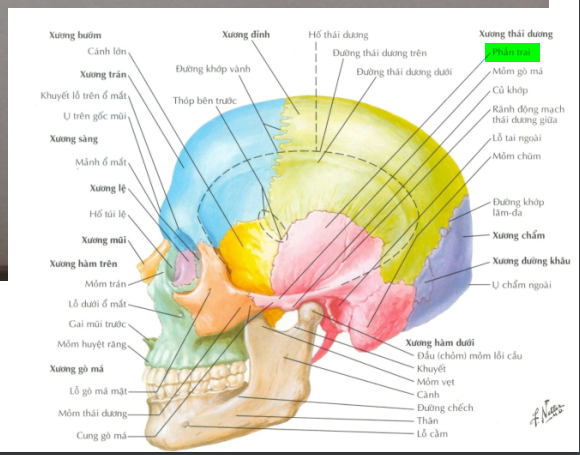 Xương bướm
Cánh lớn
Xương trán
Khuyết lỗ trên ổ mắt
Ụ trên gốc mũi
Xương sàng
Mảnh ổ mắt
Xương lệ
Hố túi lệ
Xương mũi
Xương hàm trên
Mỏm trán
Lỗ dưới ổ mắt
Gai mũi trước
Mỏm huyệt răng
Xương gò má
Lỗ gò má mặt
Mỏm thái dương
Cung gò má
Xương đỉnh
Đường khớp vành
Thóp bên trước
Hố thái dương
Đường thái dương trên
Đường thái dương dưới
Xương thái dương
Phần trai
Mỏm gò má
Củ khớp
Rãnh động mạch
thái dương giữa
Lỗ tai ngoài
Mỏm chũm
Đường khớp
lăm-đa
Xương chẩm
Xương đường khâu
Ụ chẩm ngoài
Xương hàm dưới
Đầu (chỏm) mỏm lồi cầu
Khuyết
Mỏm vẹt
Cành
Đường chếch
Thân
Lỗ cằm
F. Netter